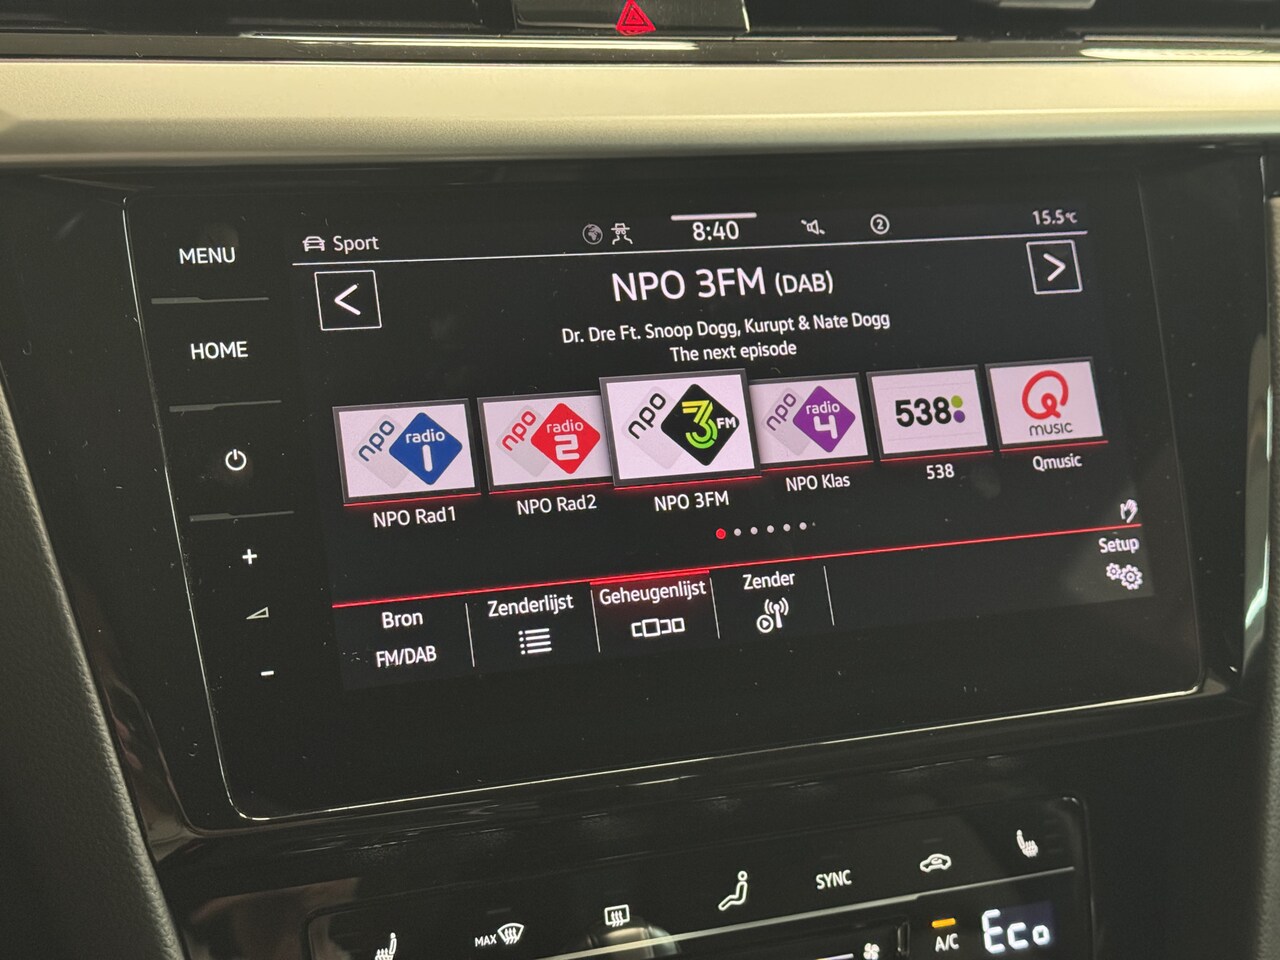 MENU
HOME
Sport
8:40
2
15.5°C
NPO 3FM (DAB)
Dr. Dre Ft. Snoop Dogg, Kurupt & Nate Dogg
The next episode
npo radio 1
npo radio 2
npo 3FM
npo radio 4
538
Q MUSIC
NPO Rad1
NPO Rad2
NPO 3FM
NPO Klas
538
Qmusic
Setup
Bron
FM/DAB
Zenderlijst
Geheugenlijst
Zender
MAX
SYNC
A/C
Eco